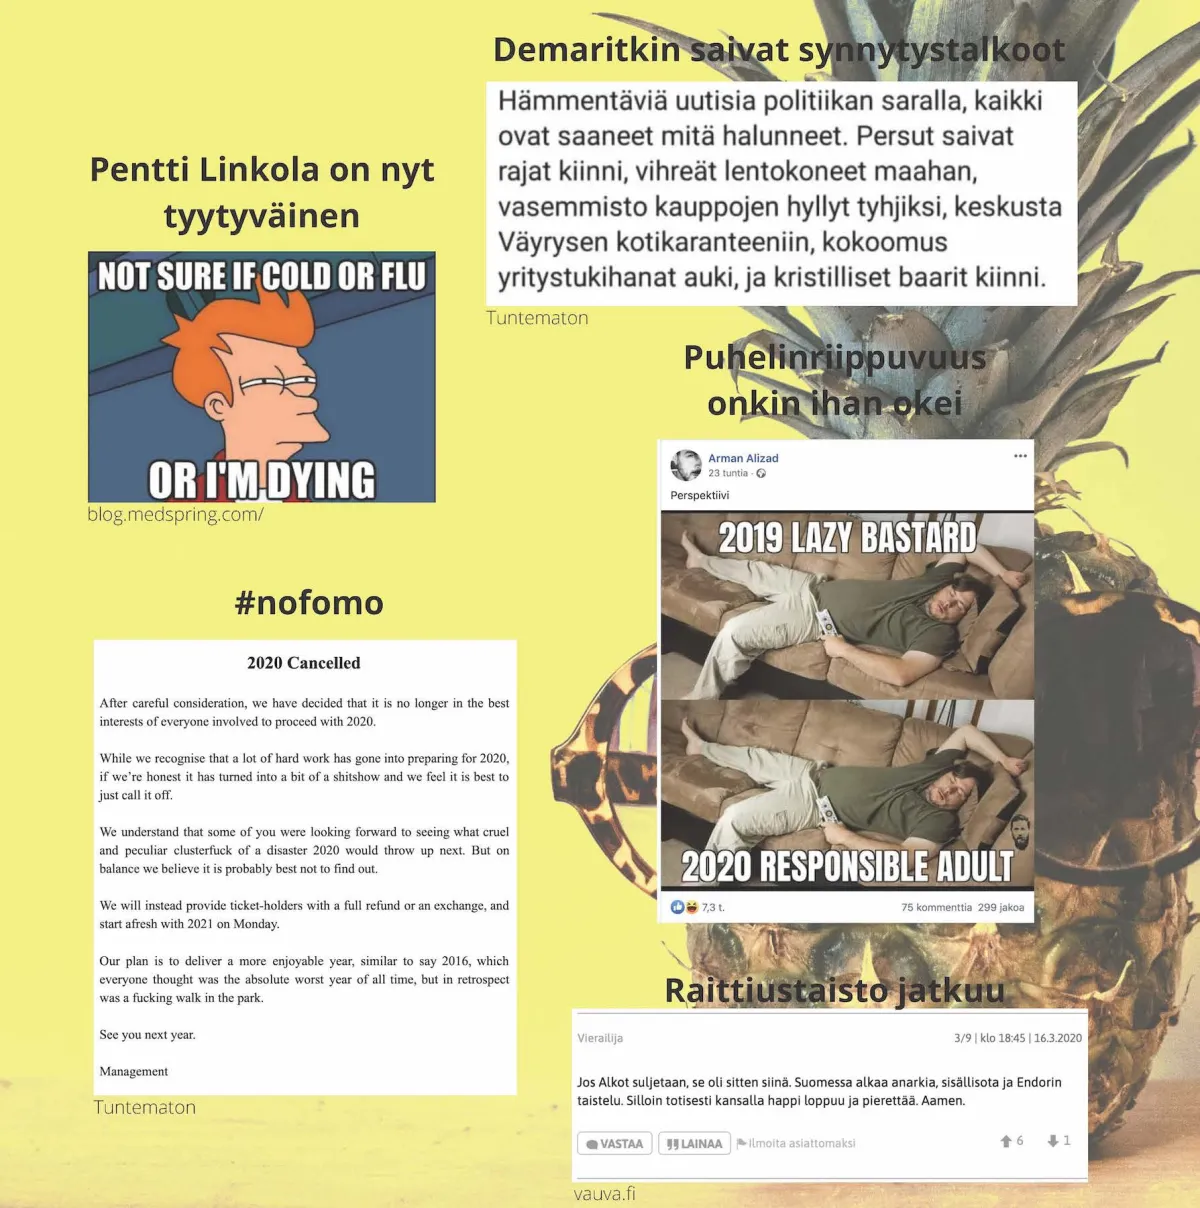 Demaritkin saivat synnytystalkoot
Hämmentäviä uutisia politiikan saralla, kaikki
ovat saaneet mitä halunneet. Persut saivat
rajat kiinni, vihreät lentokoneet maahan,
vasemmisto kauppojen hyllyt tyhjiksi, keskusta
Väyrysen kotikaranteeniin, kokoomus
yritystukihanat auki, ja kristilliset baarit kiinni.
Tuntematon
Pentti Linkola on nyt
tyytyväinen
NOT SURE IF COLD OR FLU
OR I'M DYING
blog.medspring.com/
Puhelinriippuvuus
onkin ihan okei
Arman Alizad
23 tuntia
Perspektiivi
2019 LAZY BASTARD
2020 RESPONSIBLE ADULT
7,3 t.
75 kommenttia 299 jakoa
#nofomo
2020 Cancelled
After careful consideration, we have decided that it is no longer in the best
interests of everyone involved to proceed with 2020.
While we recognise that a lot of hard work has gone into preparing for 2020,
if we're honest it has turned into a bit of a shitshow and we feel it is best to
just call it off.
We understand that some of you were looking forward to seeing what cruel
and peculiar clusterfuck of a disaster 2020 would throw up next. But on
balance we believe it is probably best not to find out.
We will instead provide ticket-holders with a full refund or an exchange, and
start afresh with 2021 on Monday.
Our plan is to deliver a more enjoyable year, similar to say 2016, which
everyone thought was the absolute worst year of all time, but in retrospect
was a fucking walk in the park.
See you next year.
Management
Tuntematon
Raittiustaisto jatkuu
Vierailija
3/9 | klo 18:45 | 16.3.2020
Jos Alkot suljetaan, se oli sitten siinä. Suomessa alkaa anarkia, sisällisota ja Endorin
taistelu. Silloin totisesti kansalla happi loppuu ja pierettää. Aamen.
VASTAA
LAINAA
Ilmoita asiattomaksi
6
1
vauva.fi